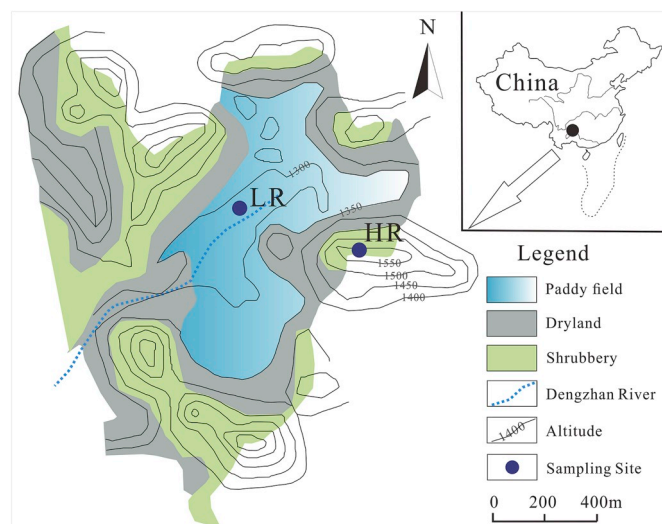 N
China
1300
LR
1350
HR
1550
1500
1450
1400
Legend
Paddy field
Dryland
Shrubbery
Dengzhan River
1400
Altitude
Sampling Site
0 200 400m